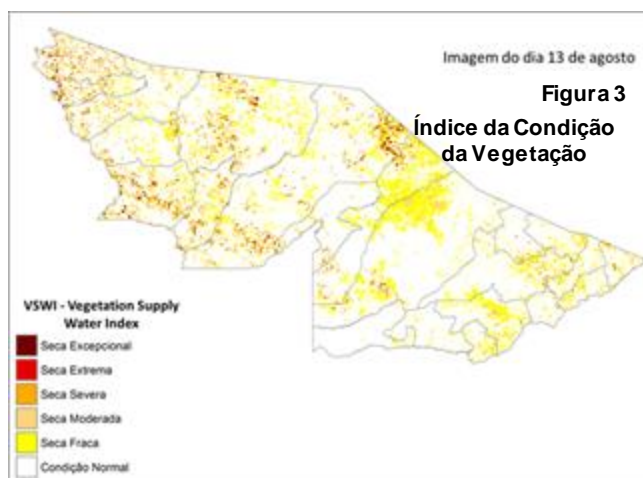 Imagem do dia 13 de agosto
Figura 3
Índice da Condição
da Vegetação
VSWI - Vegetation Supply
Water Index
Seca Excepcional
Seca Extrema
Seca Severa
Seca Moderada
Seca Fraca
Condição Normal